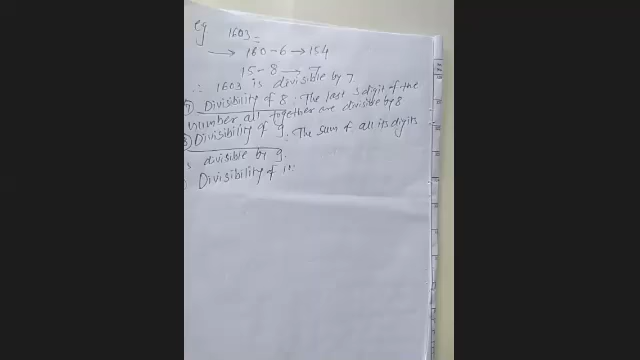 Eg 1603 =
→ 160 - 6 → 154
15 - 8 → 7
∴ 1603 is divisible by 7
7) Divisibility of 8: The last 3 digit of the
number all together are divisible by 8
8) Divisibility of 9: The sum of all its digits
is divisible by 9.
Divisibility of